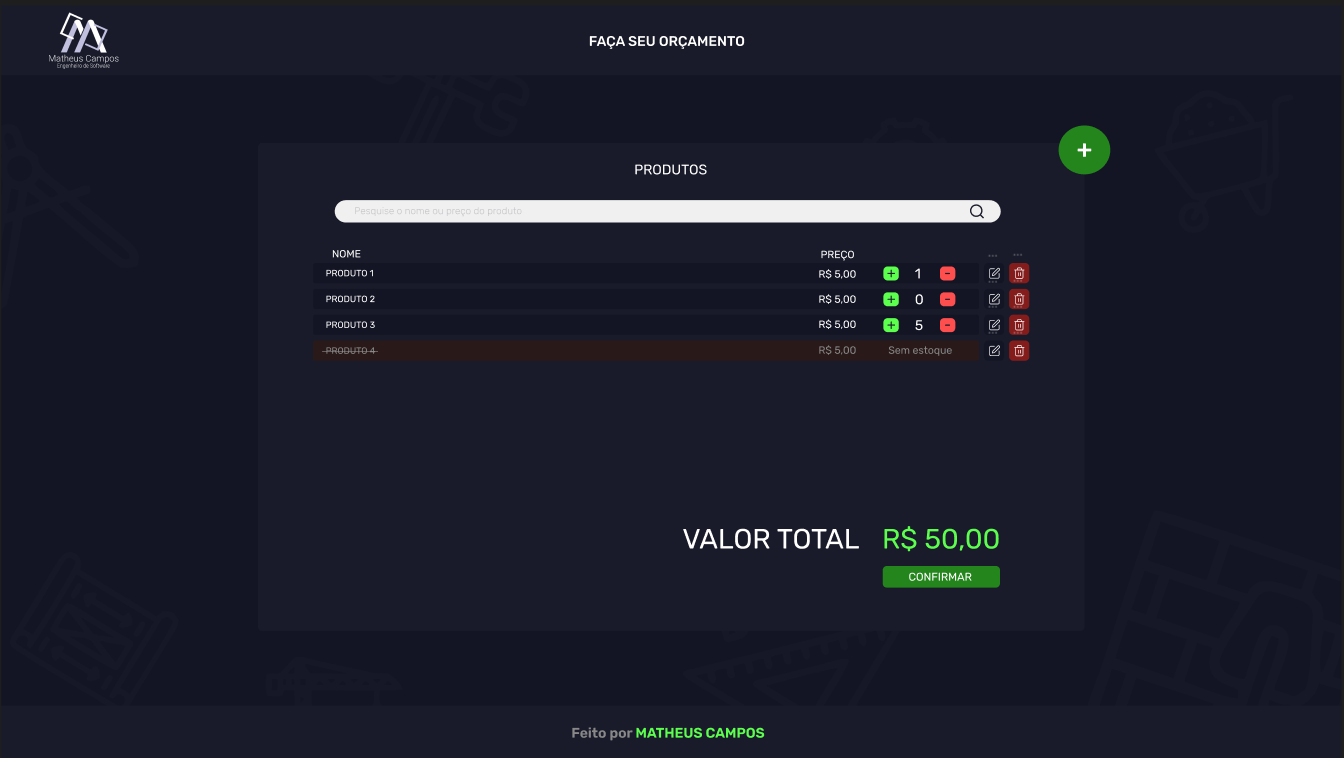 Matheus Campos
Engenheiro de Software
FAÇA SEU ORÇAMENTO
PRODUTOS
Pesquise o nome ou preço do produto
NOME PREÇO ... ...
PRODUTO 1 R$ 5,00 + 1 -
PRODUTO 2 R$ 5,00 + 0 -
PRODUTO 3 R$ 5,00 + 5 -
PRODUTO 4 R$ 5,00 Sem estoque
VALOR TOTAL R$ 50,00
CONFIRMAR
Feito por MATHEUS CAMPOS